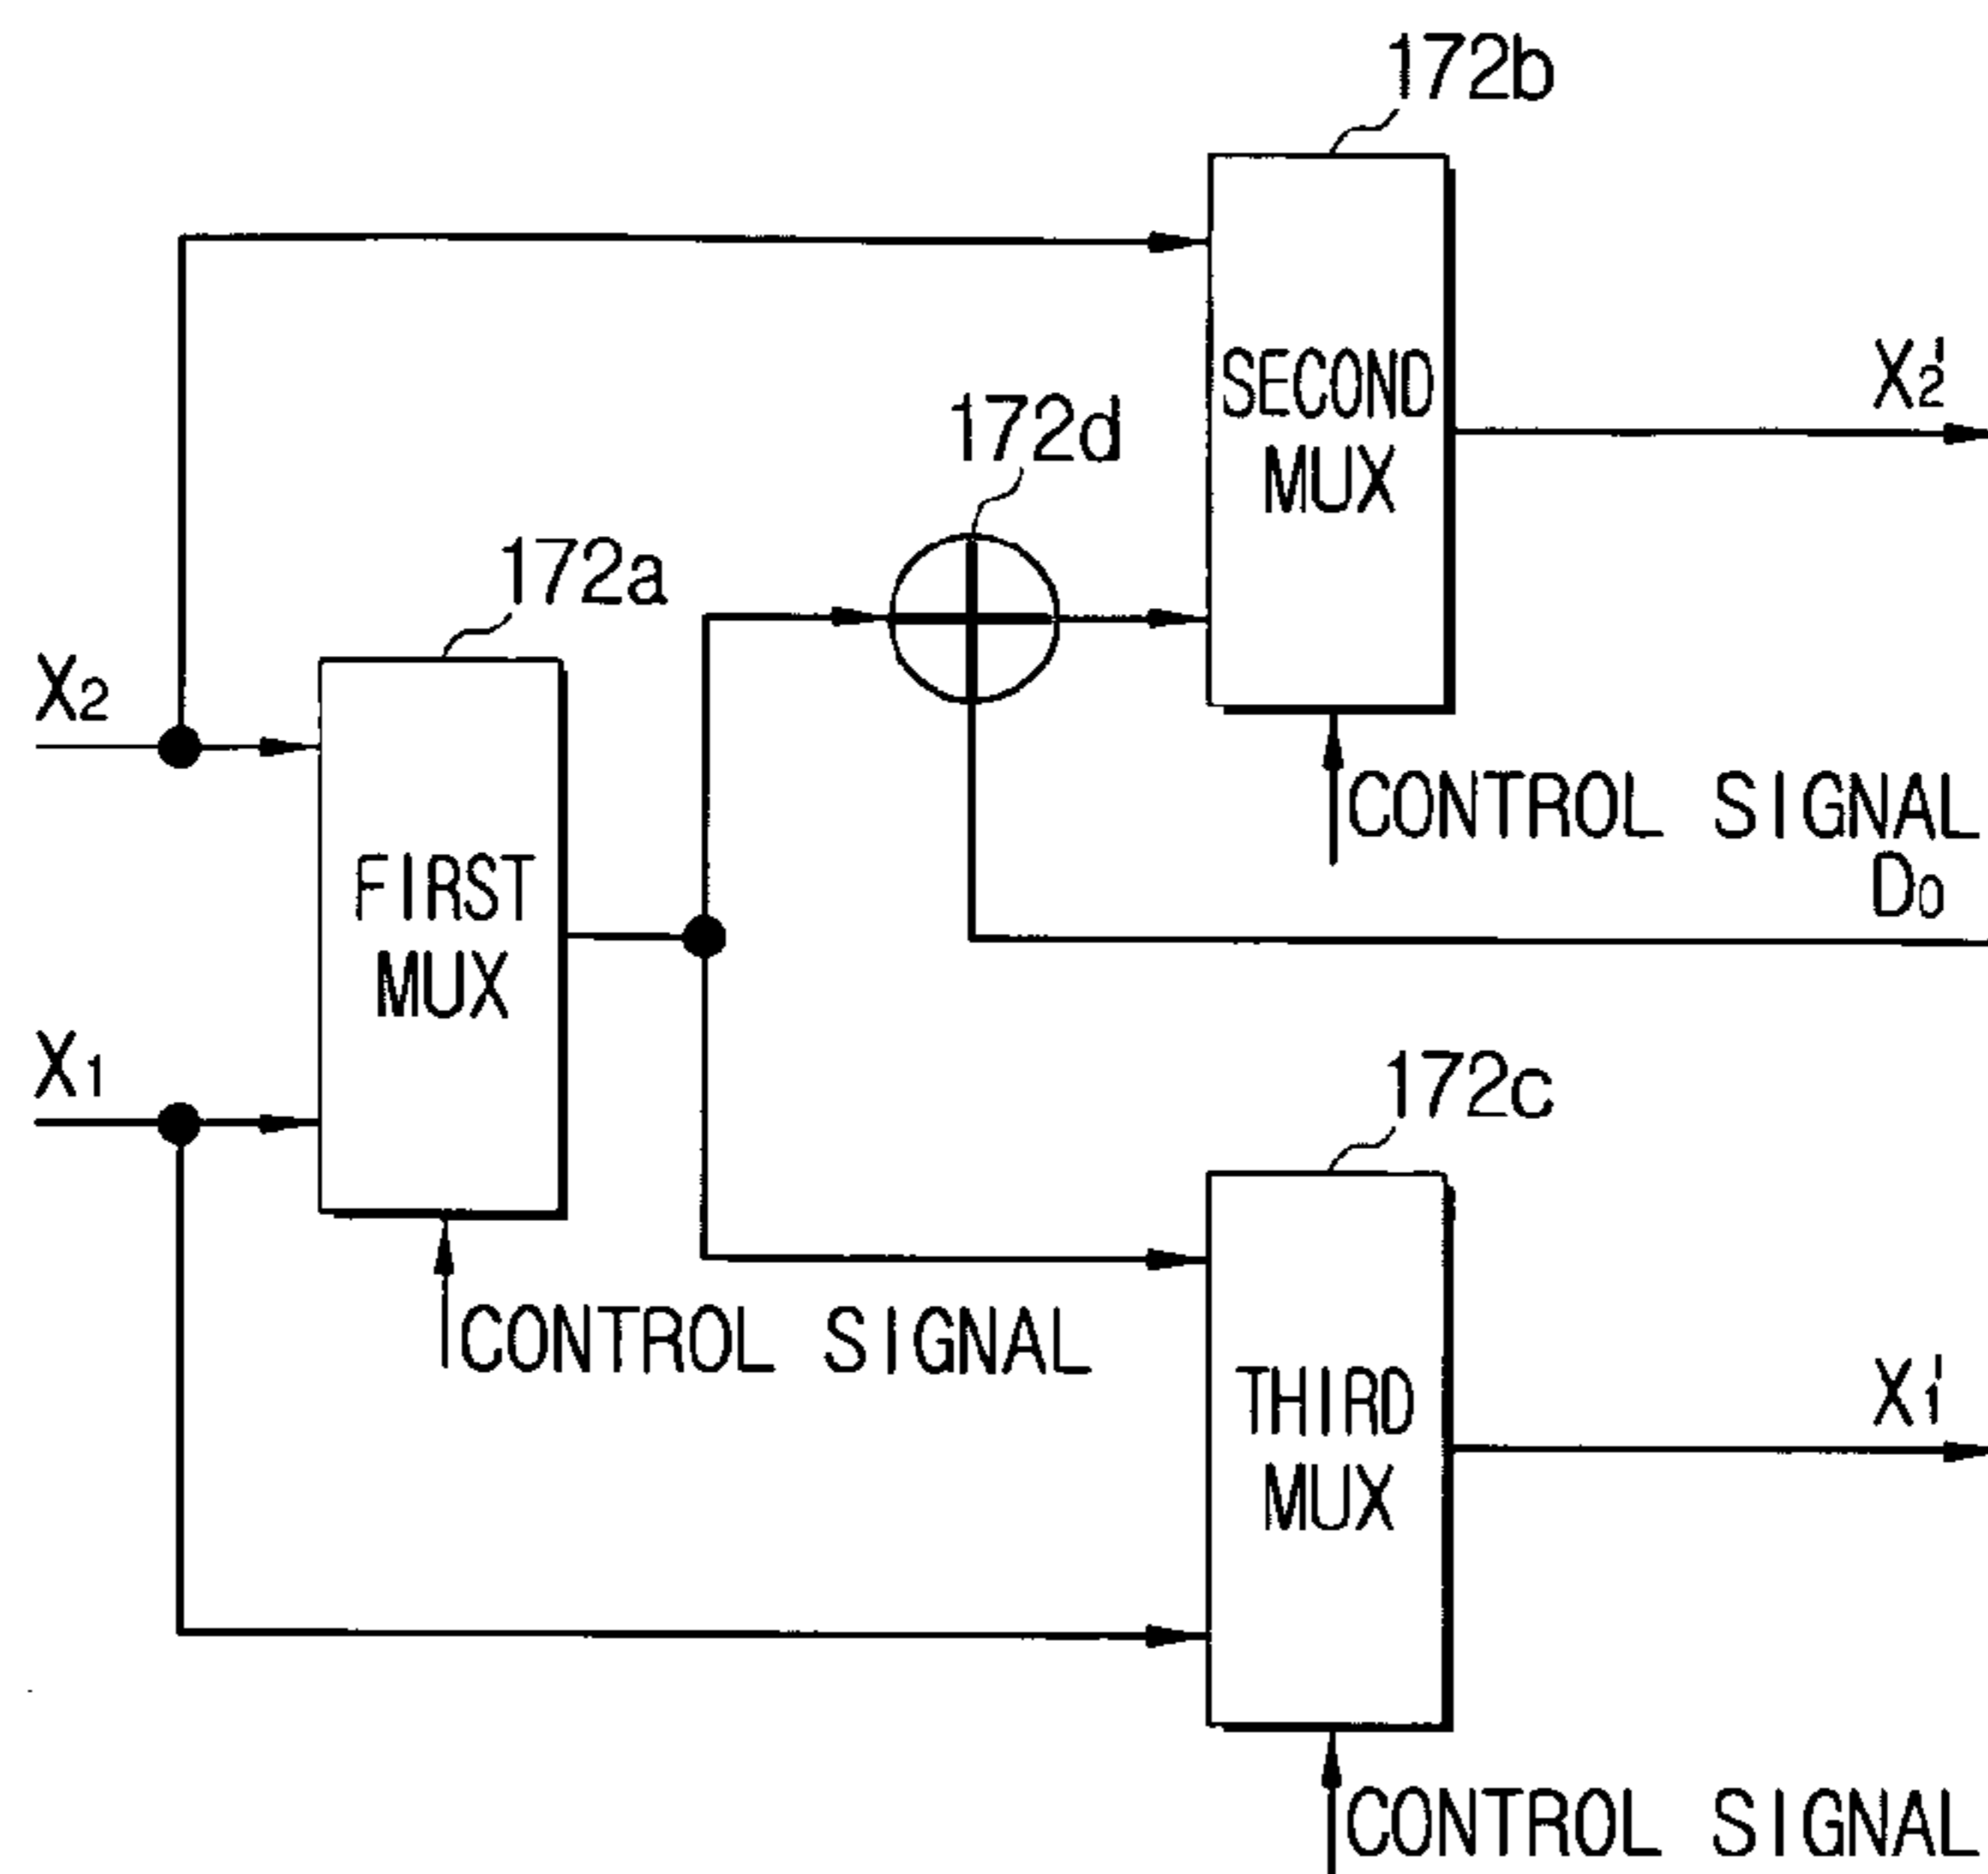 172b
X2'
SECOND
MUX
172d
172a
X2
CONTROL SIGNAL
D0
FIRST
MUX
X1
172c
CONTROL SIGNAL
THIRD
MUX
X1'
CONTROL SIGNAL